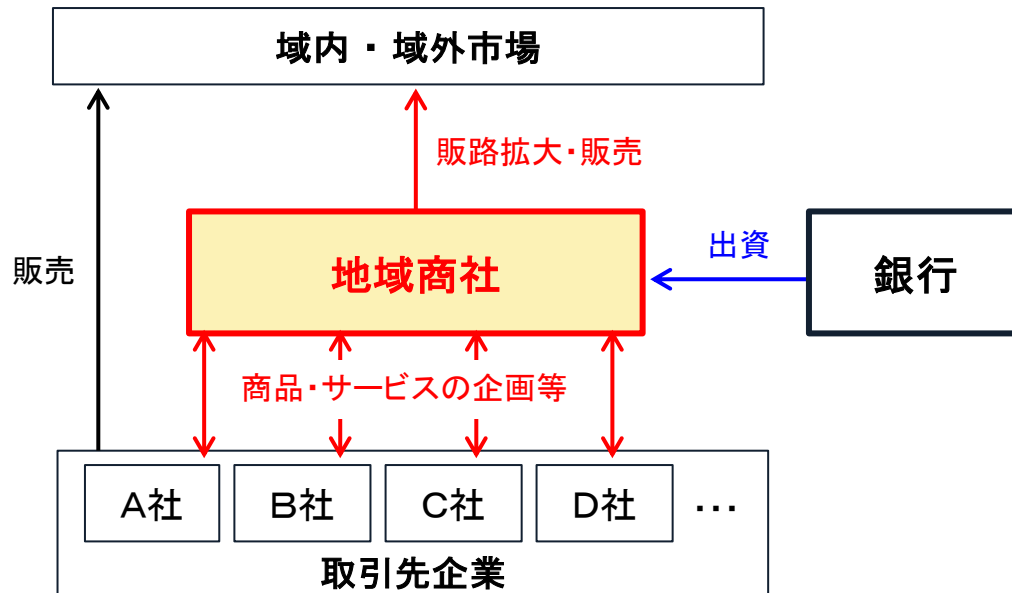 域内・域外市場
販路拡大・販売
販売
地域商社
出資
銀行
商品・サービスの企画等
A社
B社
C社
D社
・・・
取引先企業